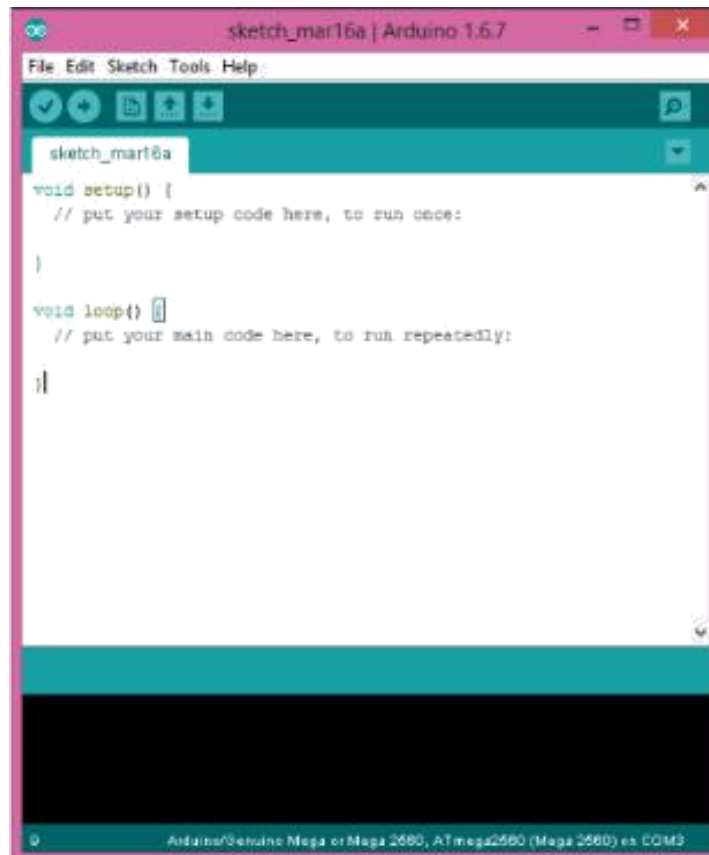 sketch_mar16a | Arduino 1.6.7
File Edit Sketch Tools Help
sketch_mar16a
void setup() {
  // put your setup code here, to run once:
}
void loop() {
  // put your main code here, to run repeatedly:
}
9
Arduino/Genuino Mega or Mega 2560, ATmega2560 (Mega 2560) en COM3